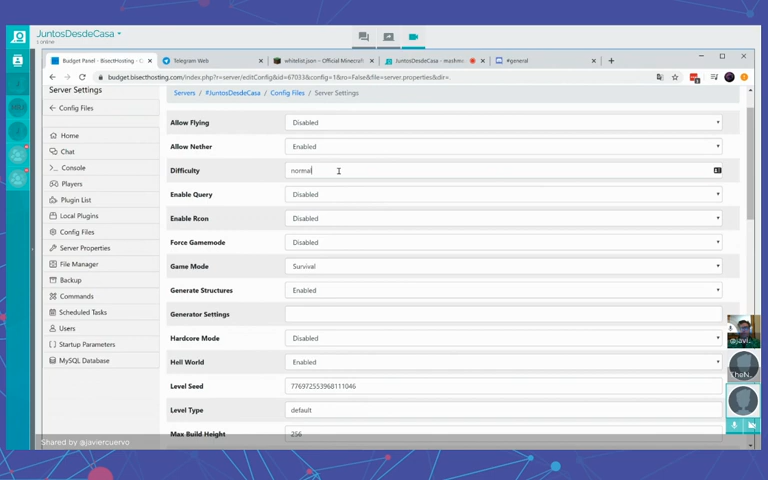 JuntosDesdeCasa
1 online
Budget Panel - BisectHosting - C
Telegram Web
whitelist.json – Official Minecraft
JuntosDesdeCasa - mashme
#general
budget.bisecthosting.com/index.php?r=server/editConfig&id=67033&config=1&ro=False&file=server.properties&dir=.
Server Settings
Servers / #JuntosDesdeCasa / Config Files / Server Settings
Config Files
Home
Chat
Console
Players
Plugin List
Local Plugins
Config Files
Server Properties
File Manager
Backup
Commands
Scheduled Tasks
Users
Startup Parameters
MySQL Database
Allow Flying Disabled
Allow Nether Enabled
Difficulty normal
Enable Query Disabled
Enable Rcon Disabled
Force Gamemode Disabled
Game Mode Survival
Generate Structures Enabled
Generator Settings
Hardcore Mode Disabled
Hell World Enabled
Level Seed 776972553968111046
Level Type default
Max Build Height 256
@javi...
TheN...
Shared by @javiercuervo